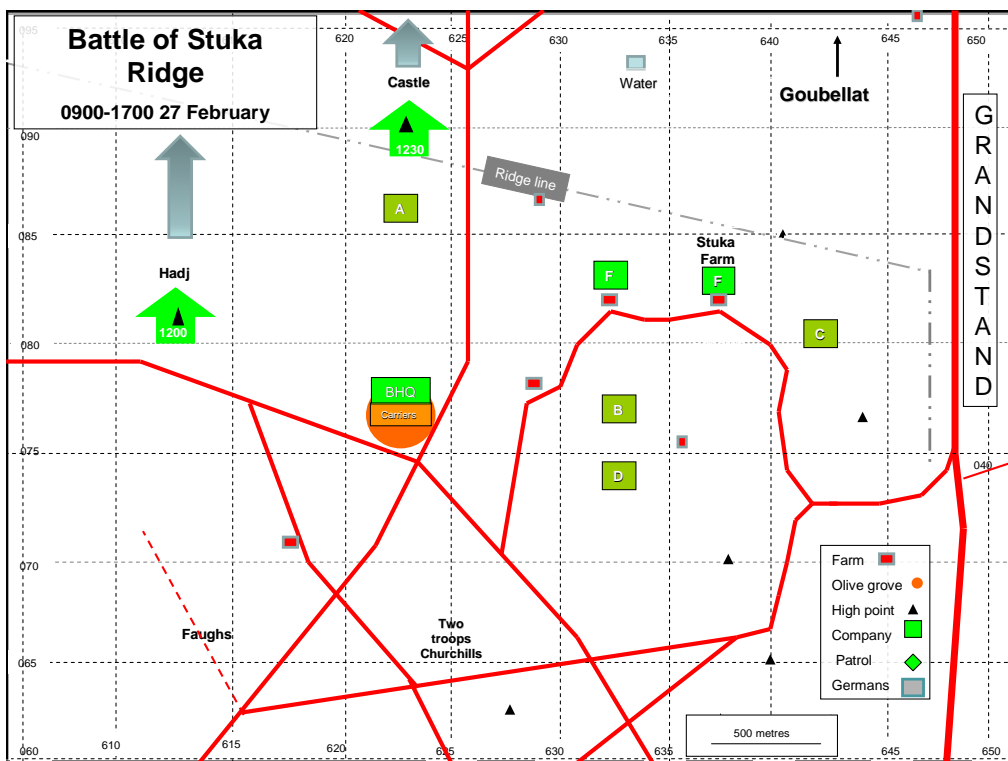 Battle of Stuka
Ridge
0900-1700 27 February
095
620
625
630
635
640
645
650
Castle
Water
Goubellat
GRANDSTAND
090
1230
Ridge line
A
085
Stuka
Farm
Hadj
F
F
1200
C
080
BHQ
Carriers
B
075
D
040
070
Farm
Olive grove
High point
Company
Patrol
Germans
Two
troops
Churchills
Faughs
065
500 metres
060
610
615
620
625
630
635
640
645
650